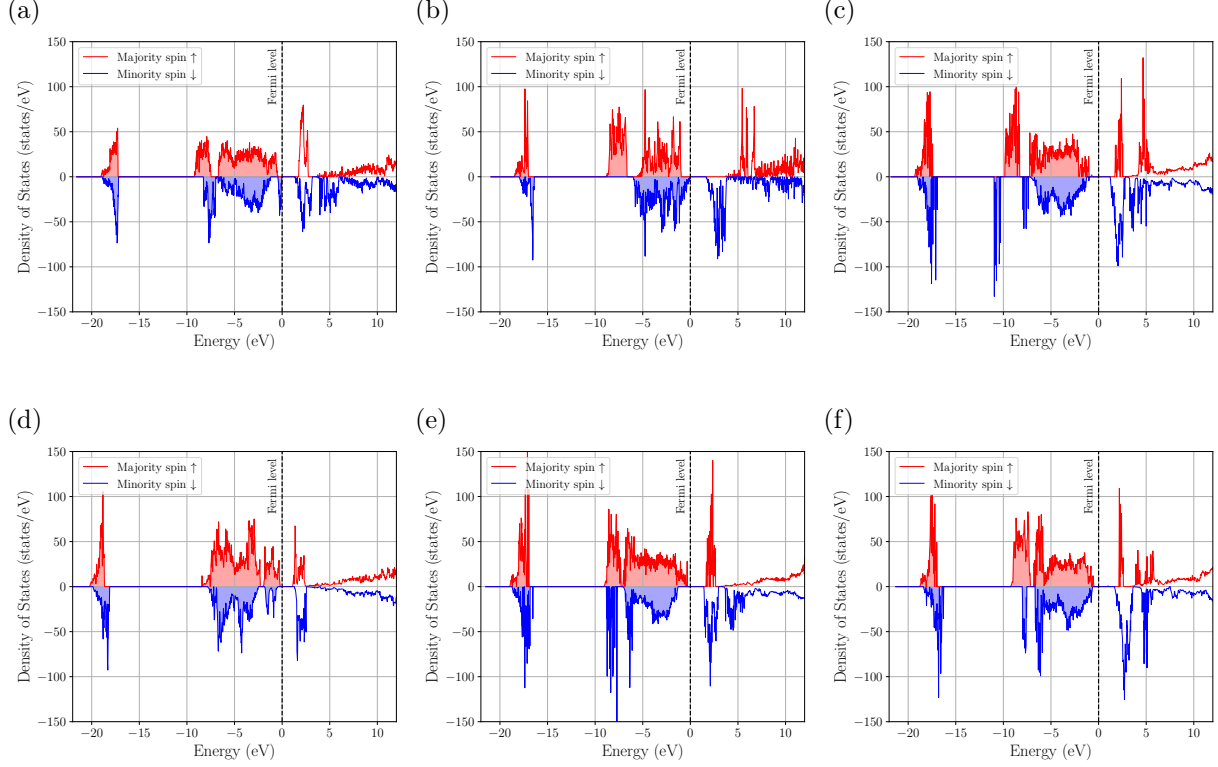 (a)
150
100
50
0
−50
−100
−150
−20
−15
−10
−5
0
5
10
Density of States (states/eV)
Energy (eV)
Majority spin ↑
Minority spin ↓
Fermi level
(b)
150
100
50
0
−50
−100
−150
−20
−15
−10
−5
0
5
10
Density of States (states/eV)
Energy (eV)
Majority spin ↑
Minority spin ↓
Fermi level
(c)
150
100
50
0
−50
−100
−150
−20
−15
−10
−5
0
5
10
Density of States (states/eV)
Energy (eV)
Majority spin ↑
Minority spin ↓
Fermi level
(d)
150
100
50
0
−50
−100
−150
−20
−15
−10
−5
0
5
10
Density of States (states/eV)
Energy (eV)
Majority spin ↑
Minority spin ↓
Fermi level
(e)
150
100
50
0
−50
−100
−150
−20
−15
−10
−5
0
5
10
Density of States (states/eV)
Energy (eV)
Majority spin ↑
Minority spin ↓
Fermi level
(f)
150
100
50
0
−50
−100
−150
−20
−15
−10
−5
0
5
10
Density of States (states/eV)
Energy (eV)
Majority spin ↑
Minority spin ↓
Fermi level